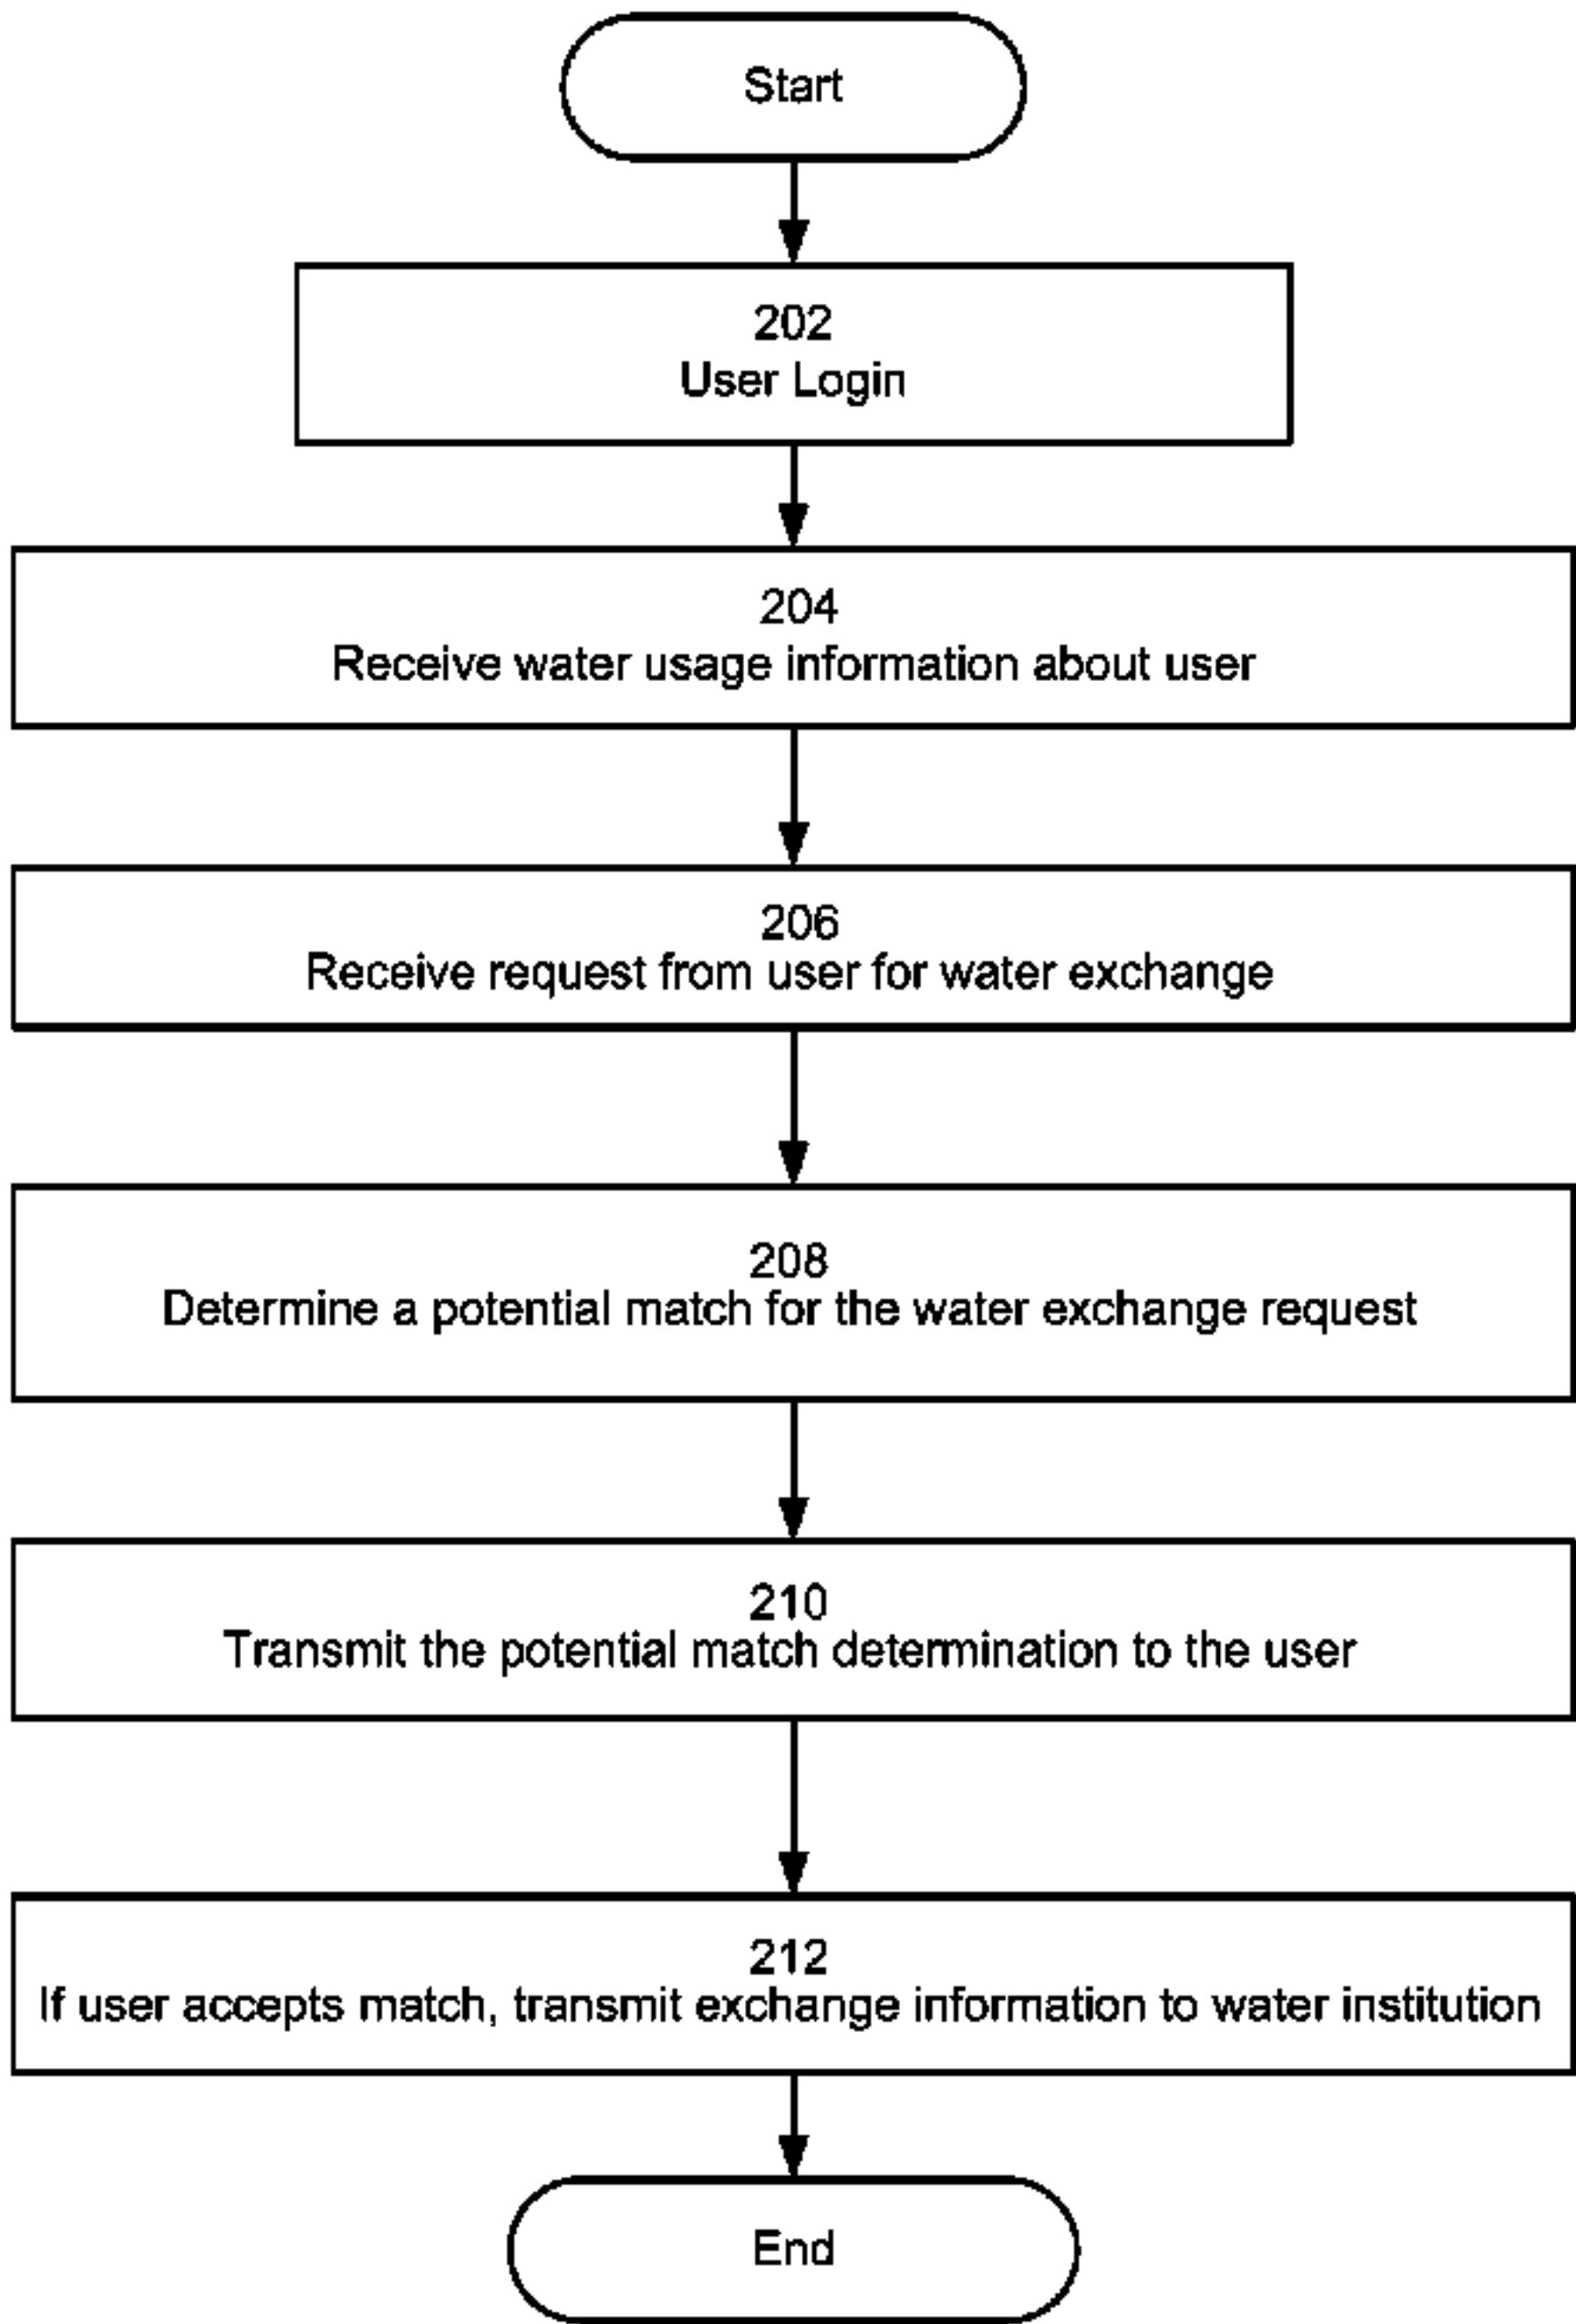 Start
202
User Login
204
Receive water usage information about user
206
Receive request from user for water exchange
208
Determine a potential match for the water exchange request
210
Transmit the potential match determination to the user
212
If user accepts match, transmit exchange information to water institution
End